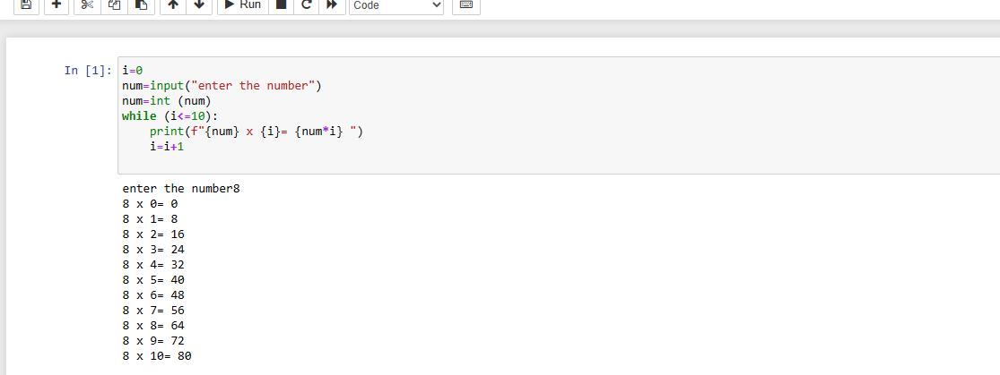 Run
Code
In [1]:
i=0
num=input("enter the number")
num=int (num)
while (i<=10):
    print(f"{num} x {i}= {num*i} ")
    i=i+1
enter the number8
8 x 0= 0
8 x 1= 8
8 x 2= 16
8 x 3= 24
8 x 4= 32
8 x 5= 40
8 x 6= 48
8 x 7= 56
8 x 8= 64
8 x 9= 72
8 x 10= 80